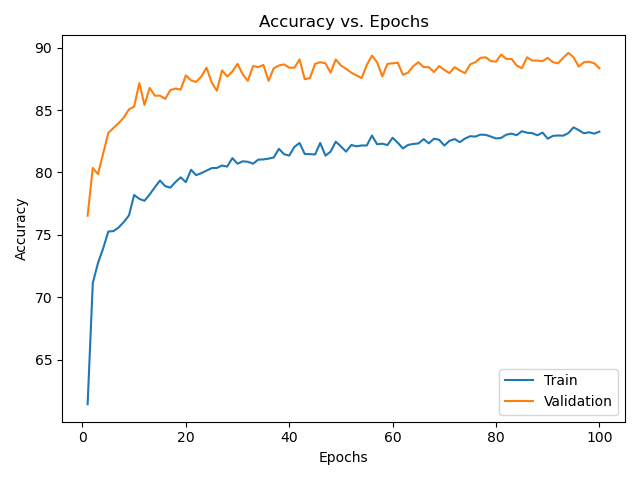 Accuracy vs. Epochs
90
85
80
75
70
65
Accuracy
0 20 40 60 80 100
Epochs
Train
Validation